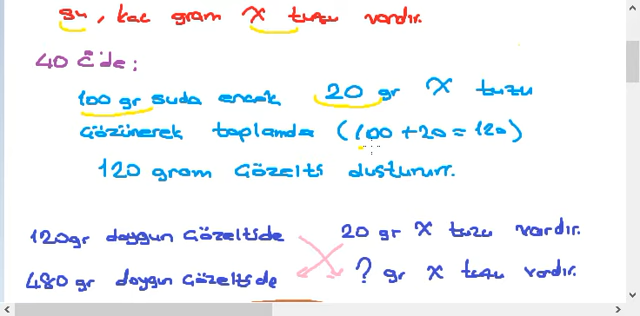 su, kaç gram X tuzu vardır.
40 C'de:
100 gr suda ancak 20 gr X tuzu
çözünerek toplamda (100 + 20 = 120)
120 gram çözelti oluşturur.
120gr doygun çözeltide 20 gr X tuzu vardır.
480 gr doygun çözeltide ? gr X tuzu vardır.